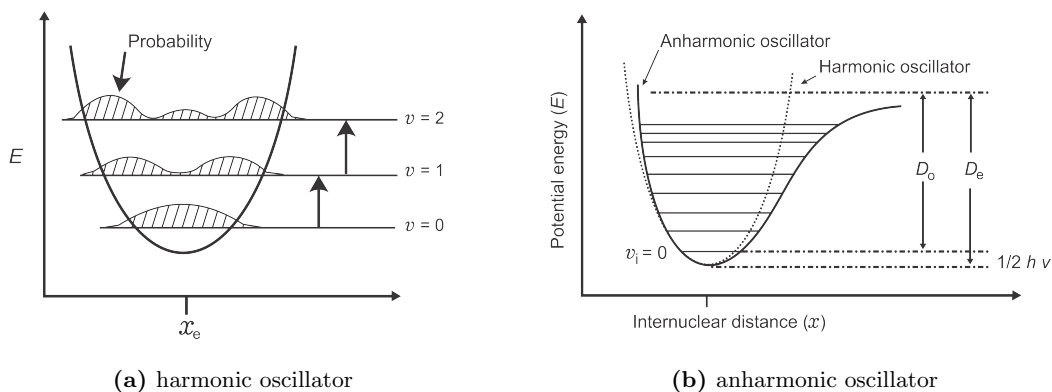 Probability
E
v = 2
v = 1
v = 0
xe
(a) harmonic oscillator
Anharmonic oscillator
Harmonic oscillator
Potential energy (E)
Do
De
vi = 0
1/2 h v
Internuclear distance (x)
(b) anharmonic oscillator